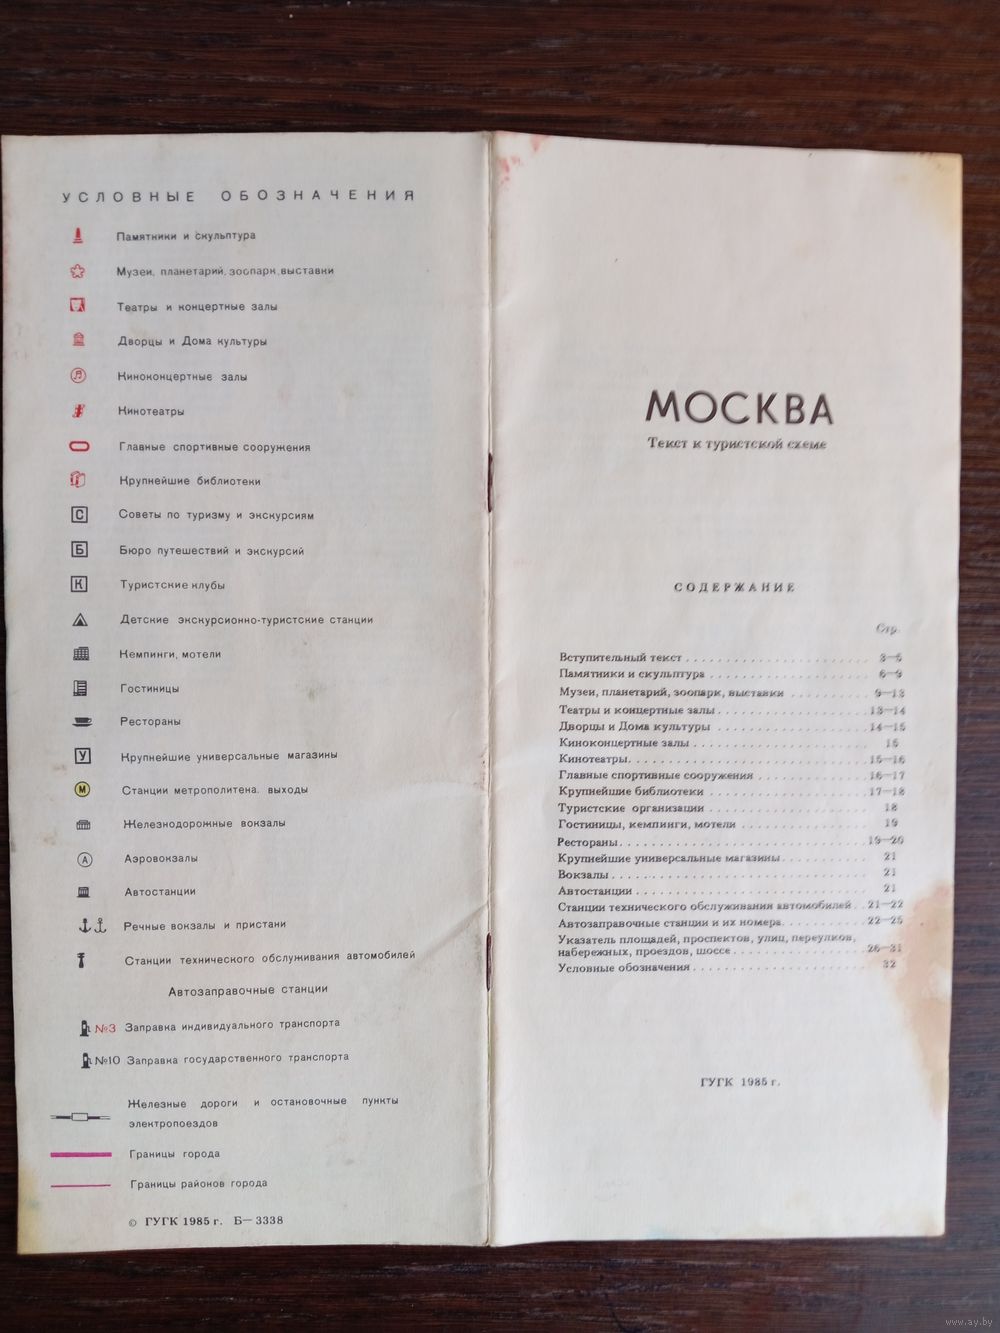 УСЛОВНЫЕ ОБОЗНАЧЕНИЯ
Памятники и скульптура
Музеи, планетарий, зоопарк, выставки
Театры и концертные залы
Дворцы и Дома культуры
Киноконцертные залы
Кинотеатры
Главные спортивные сооружения
Крупнейшие библиотеки
С Советы по туризму и экскурсиям
Б Бюро путешествий и экскурсий
К Туристские клубы
Детские экскурсионно-туристские станции
Кемпинги, мотели
Гостиницы
Рестораны
У Крупнейшие универсальные магазины
М Станции метрополитена. выходы
Железнодорожные вокзалы
А Аэровокзалы
Автостанции
Речные вокзалы и пристани
Станции технического обслуживания автомобилей
Автозаправочные станции
№3 Заправка индивидуального транспорта
№10 Заправка государственного транспорта
Железные дороги и остановочные пункты
электропоездов
Границы города
Границы районов города
© ГУГК 1985 г. Б—3338
МОСКВА
Текст к туристской схеме
СОДЕРЖАНИЕ
Стр.
Вступительный текст . . . . . . . . . . 3—5
Памятники и скульптура . . . . . . . . . . 6—9
Музеи, планетарий, зоопарк, выставки . . . . . . 9—13
Театры и концертные залы . . . . . . . . . . 13—14
Дворцы и Дома культуры . . . . . . . . . . 14—15
Киноконцертные залы . . . . . . . . . . 15
Кинотеатры. . . . . . . . . . . 15—16
Главные спортивные сооружения . . . . . . . . 16—17
Крупнейшие библиотеки . . . . . . . . . . 17—18
Туристские организации . . . . . . . . . . 18
Гостиницы, кемпинги, мотели . . . . . . . . . . 19
Рестораны. . . . . . . . . . . 19—20
Крупнейшие универсальные магазины . . . . . . 21
Вокзалы . . . . . . . . . . 21
Автостанции . . . . . . . . . . 21
Станции технического обслуживания автомобилей . . 21—22
Автозаправочные станции и их номера. . . . . . . 22—25
Указатель площадей, проспектов, улиц, переулков,
набережных, проездов, шоссе . . . . . . . . . . 26—31
Условные обозначения . . . . . . . . . . 32
ГУГК 1985 г.
www.ay.by